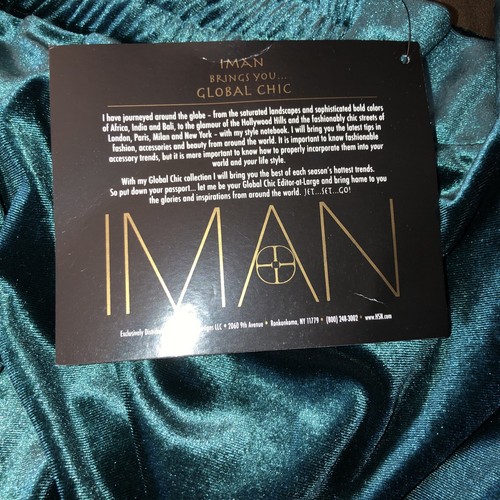 IMAN
BRINGS YOU....
GLOBAL CHIC
I have journeyed around the globe - from the saturated landscapes and sophisticated bold colors
of Africa, India and Bali, to the glamour of the Hollywood Hills and the fashionably chic streets of
London, Paris, Milan and New York - with my style notebook. I will bring you the latest tips in
fashion, accessories and beauty from around the world. It is important to know fashionable
accessory trends, but it is more important to know how to properly incorporate them into your
world and your life style.
With my Global Chic collection I will bring you the best of each season's hottest trends.
So put down your passport... let me be your Global Chic Editor-at-Large and bring home to
you the glories and inspirations from around the world. JET...SET...GO!
IMAN
Exclusively LLC • 2060 9th Avenue • Ronkonkoma, NY 11779 • (800) 248-3002 • www.HSN.com